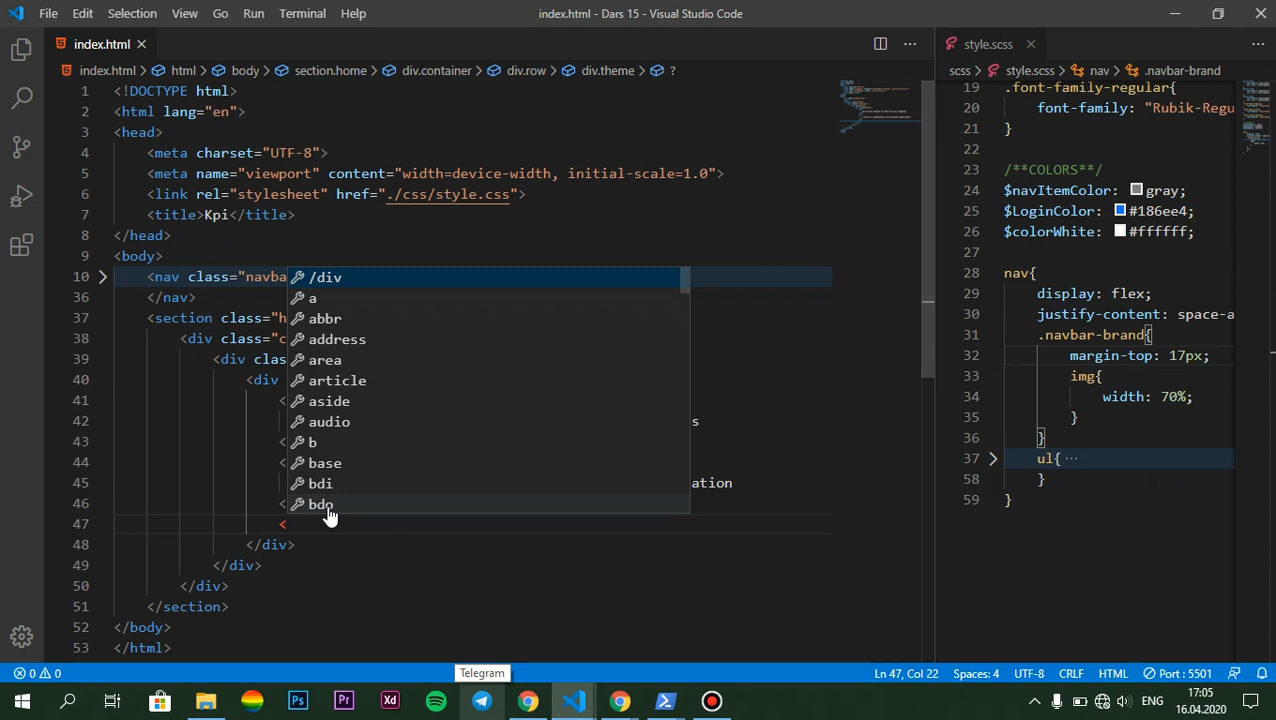 File Edit Selection View Go Run Terminal Help
index.html - Dars 15 - Visual Studio Code
index.html
index.html > html > body > section.home > div.container > div.row > div.theme > ?
1 <!DOCTYPE html>
2 <html lang="en">
3 <head>
4 <meta charset="UTF-8">
5 <meta name="viewport" content="width=device-width, initial-scale=1.0">
6 <link rel="stylesheet" href="./css/style.css">
7 <title>Kpi</title>
8 </head>
9 <body>
10 <nav class="navba
36 </nav>
37 <section class="h
38 <div class="c
39 <div clas
40 <div
41 <
42 s
43 <
44 <
45 ation
46 <
47 <
48 </div>
49 </div>
50 </div>
51 </section>
52 </body>
53 </html>
/div
a
abbr
address
area
article
aside
audio
b
base
bdi
bdo
style.scss
scss > style.scss > nav > .navbar-brand
19 .font-family-regular{
20 font-family: "Rubik-Regu
21 }
22
23 /**COLORS**/
24 $navItemColor: gray;
25 $LoginColor: #186ee4;
26 $colorWhite: #ffffff;
27
28 nav{
29 display: flex;
30 justify-content: space-a
31 .navbar-brand{
32 margin-top: 17px;
33 img{
34 width: 70%;
35 }
36 }
37 ul{ ···
58 }
59 }
Telegram
0 0
Ln 47, Col 22 Spaces: 4 UTF-8 CRLF HTML Port : 5501
Ps Pr Xd
ENG
17:05
16.04.2020